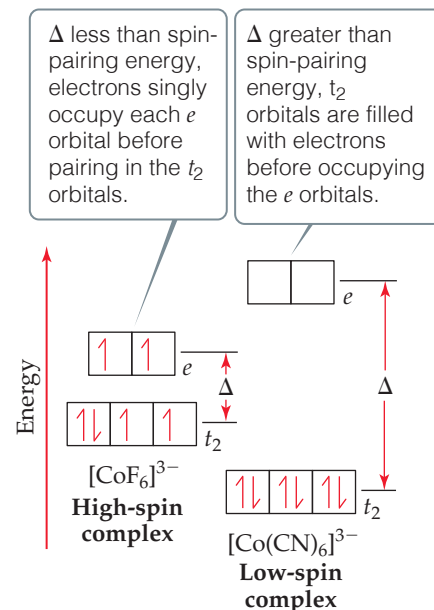 Δ less than spin-
pairing energy,
electrons singly
occupy each e
orbital before
pairing in the t₂
orbitals.
Δ greater than
spin-pairing
energy, t₂
orbitals are filled
with electrons
before occupying
the e orbitals.
Energy
e
Δ
t₂
[CoF₆]³⁻
High-spin
complex
e
Δ
t₂
[Co(CN)₆]³⁻
Low-spin
complex